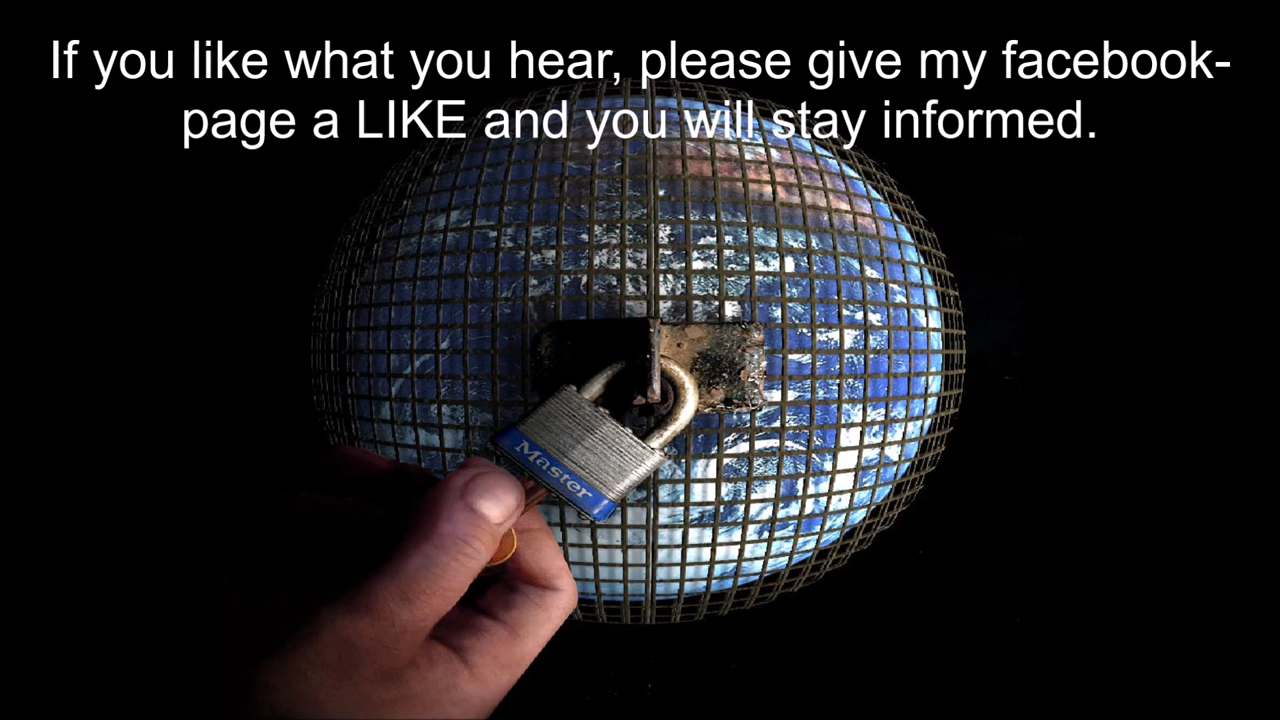 If you like what you hear, please give my facebook-
page a LIKE and you will stay informed.
Master